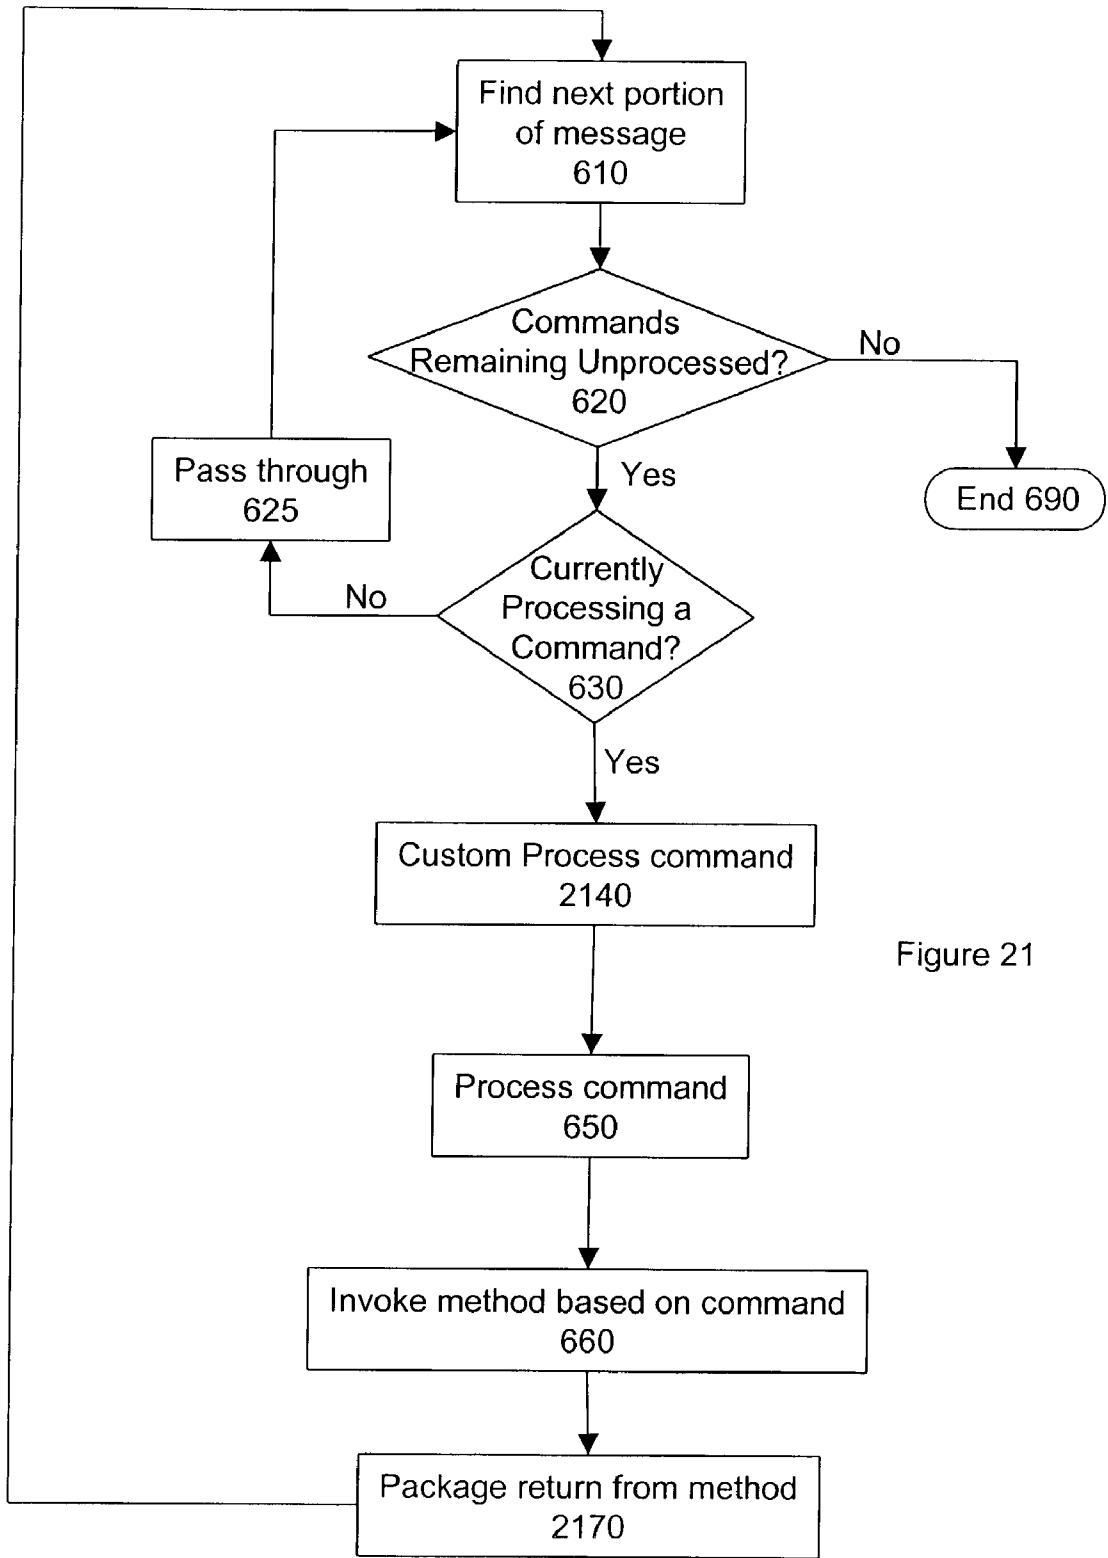 Find next portion
of message
610
Commands
Remaining Unprocessed?
620
No
Pass through
625
Yes
End 690
Currently
Processing a
Command?
630
No
Yes
Custom Process command
2140
Figure 21
Process command
650
Invoke method based on command
660
Package return from method
2170